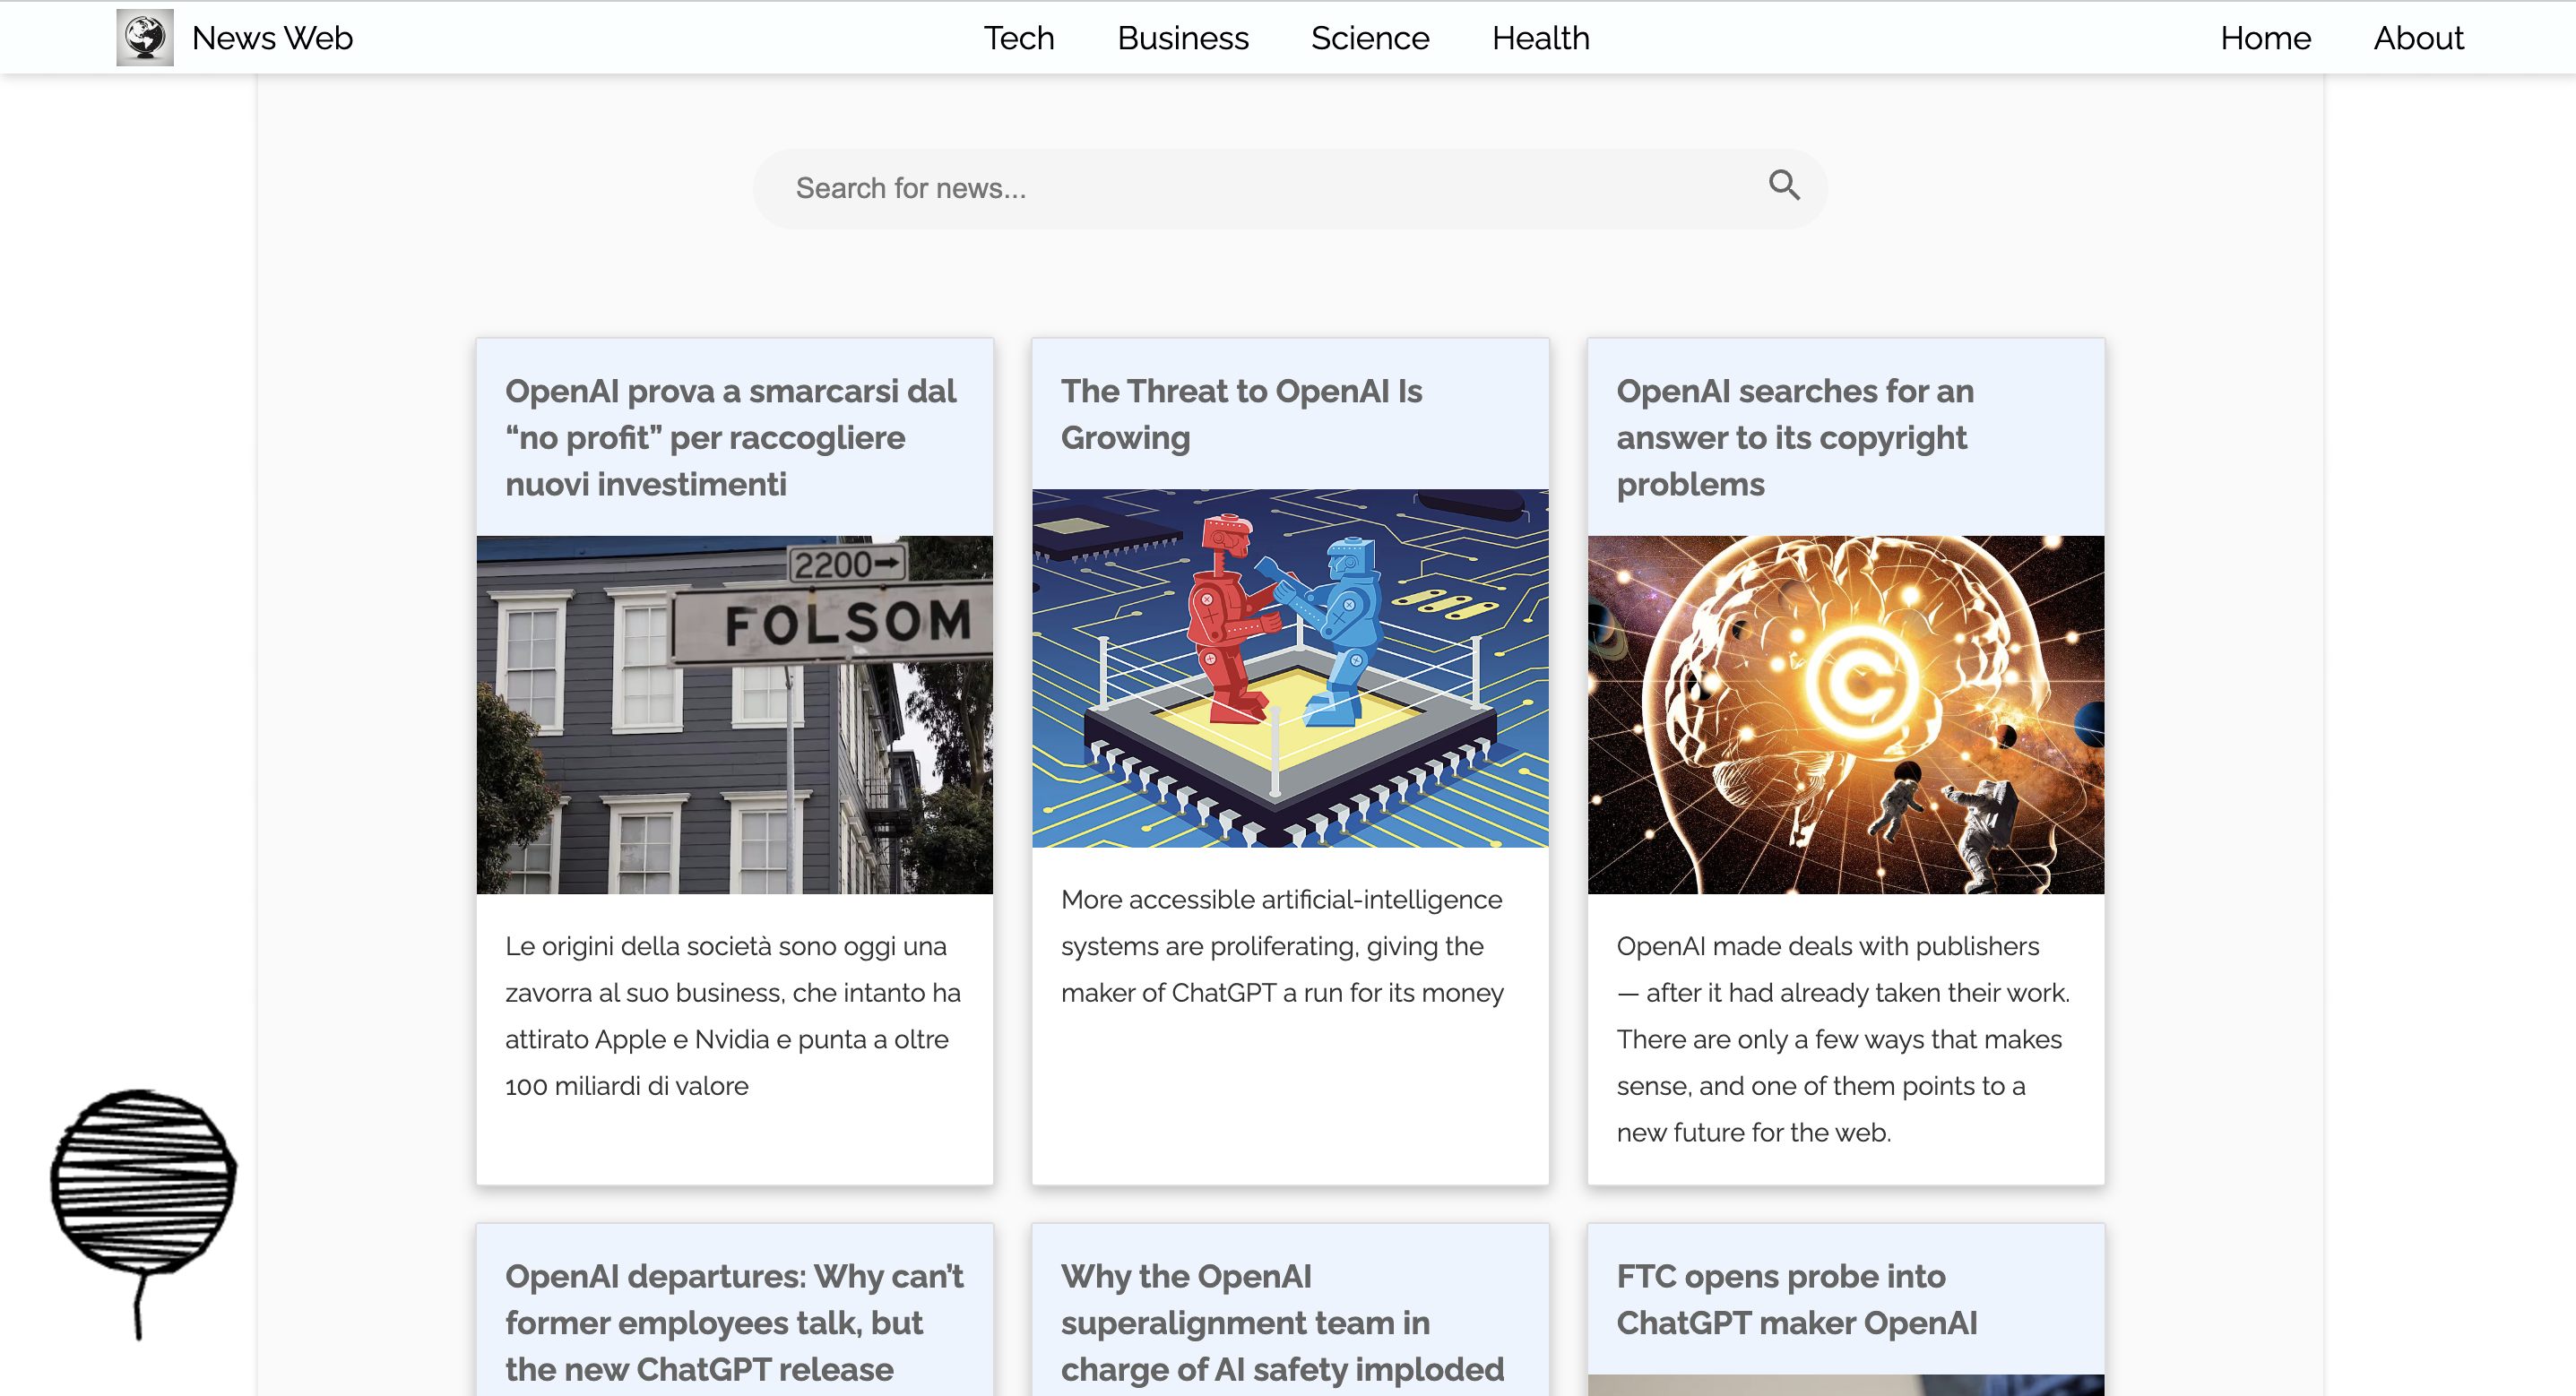 News Web
Tech
Business
Science
Health
Home
About
Search for news...
OpenAI prova a smarcarsi dal
“no profit” per raccogliere
nuovi investimenti
2200→
FOLSOM
Le origini della società sono oggi una
zavorra al suo business, che intanto ha
attirato Apple e Nvidia e punta a oltre
100 miliardi di valore
The Threat to OpenAI Is
Growing
More accessible artificial-intelligence
systems are proliferating, giving the
maker of ChatGPT a run for its money
OpenAI searches for an
answer to its copyright
problems
©
OpenAI made deals with publishers
— after it had already taken their work.
There are only a few ways that makes
sense, and one of them points to a
new future for the web.
OpenAI departures: Why can’t
former employees talk, but
the new ChatGPT release
Why the OpenAI
superalignment team in
charge of AI safety imploded
FTC opens probe into
ChatGPT maker OpenAI